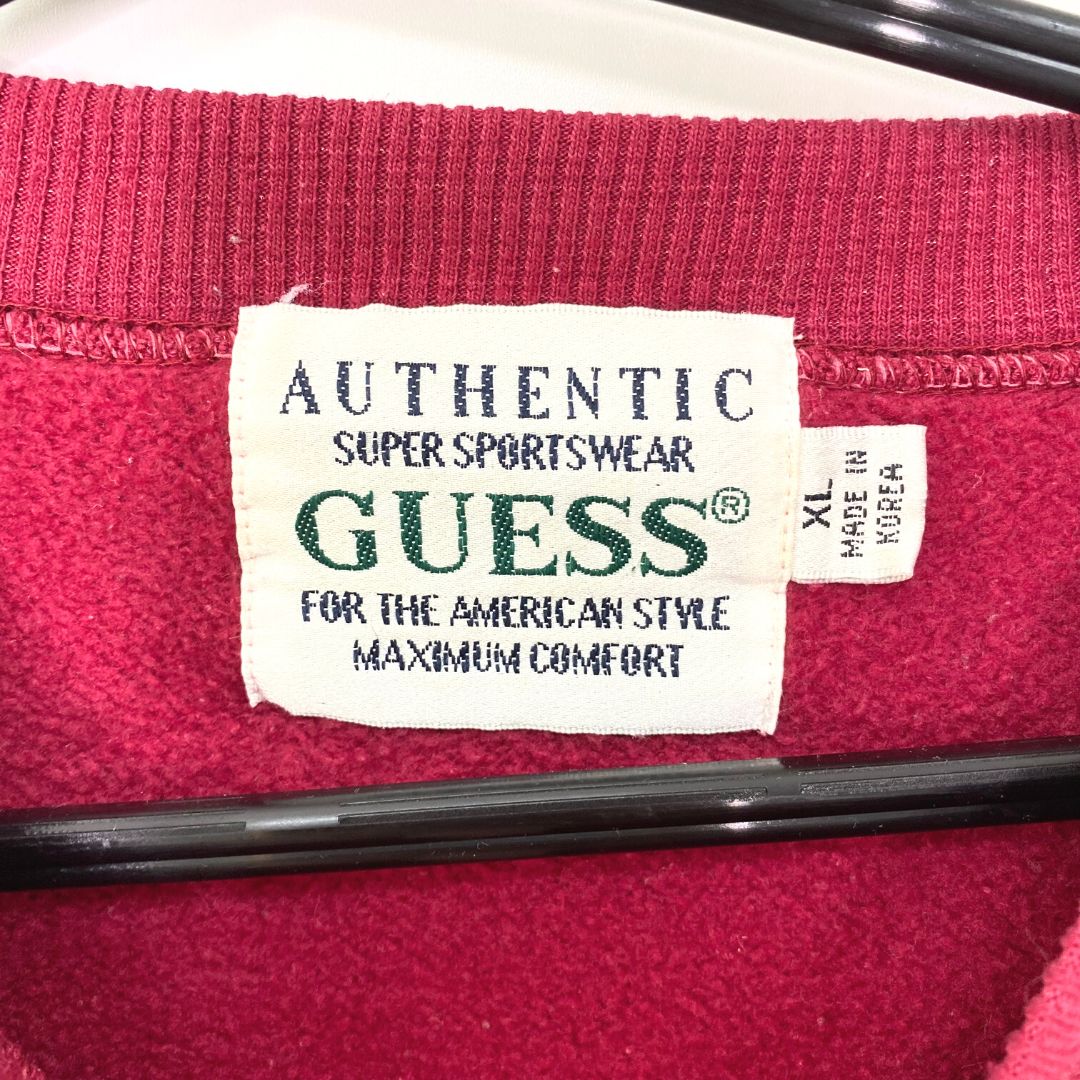 AUTHENTIC
SUPER SPORTSWEAR
GUESS®
FOR THE AMERICAN STYLE
MAXIMUM COMFORT
XL
MADE IN
KOREA